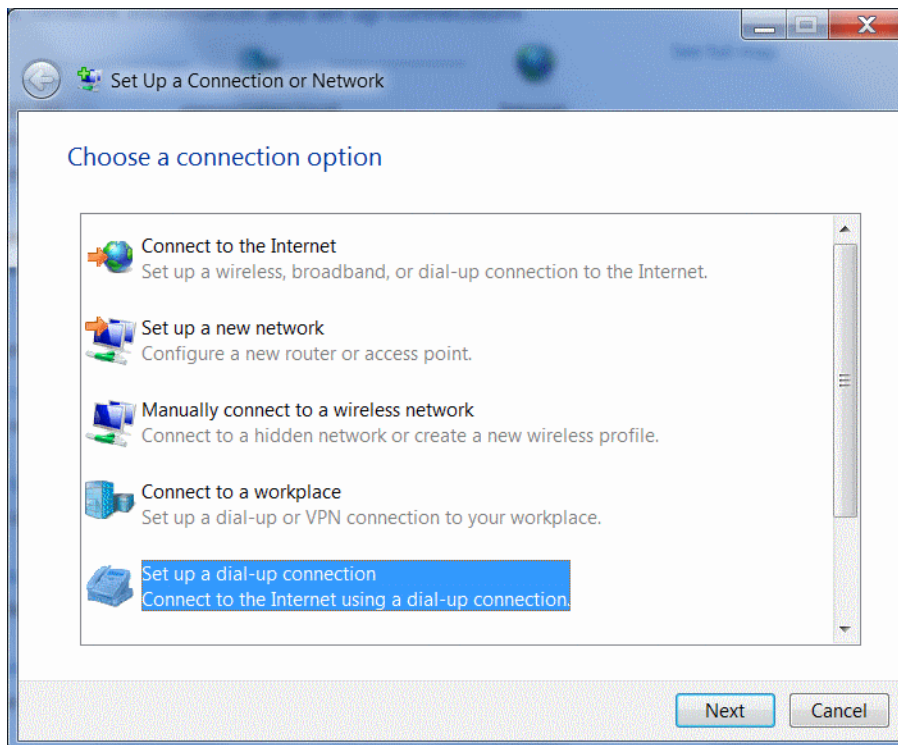 Set Up a Connection or Network
Choose a connection option
Connect to the Internet
Set up a wireless, broadband, or dial-up connection to the Internet.
Set up a new network
Configure a new router or access point.
Manually connect to a wireless network
Connect to a hidden network or create a new wireless profile.
Connect to a workplace
Set up a dial-up or VPN connection to your workplace.
Set up a dial-up connection
Connect to the Internet using a dial-up connection.
Next
Cancel